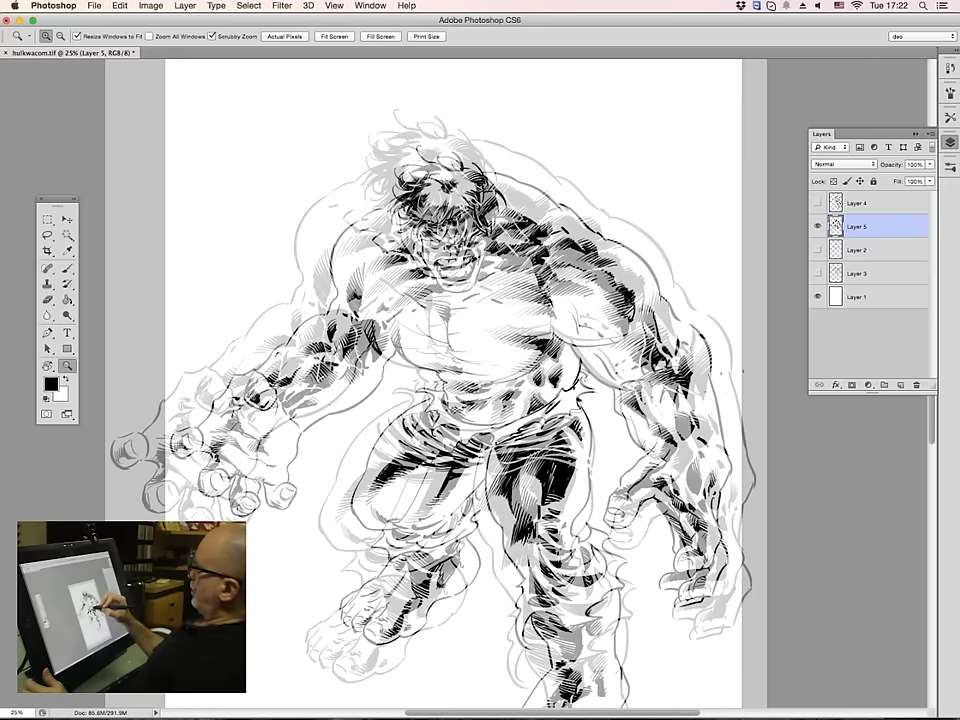 Photoshop File Edit Image Layer Type Select Filter 3D View Window Help Tue 17:22
Adobe Photoshop CS6
Resize Windows to Fit Zoom All Windows Scrubby Zoom Actual Pixels Fit Screen Fill Screen Print Size deo
× hulkwacom.tif @ 25% (Layer 5, RGB/8) *
Layers
Kind
Normal Opacity: 100%
Lock: Fill: 100%
Layer 4
Layer 5
Layer 2
Layer 3
Layer 1
fx
25% Doc: 85.6M/291.9M